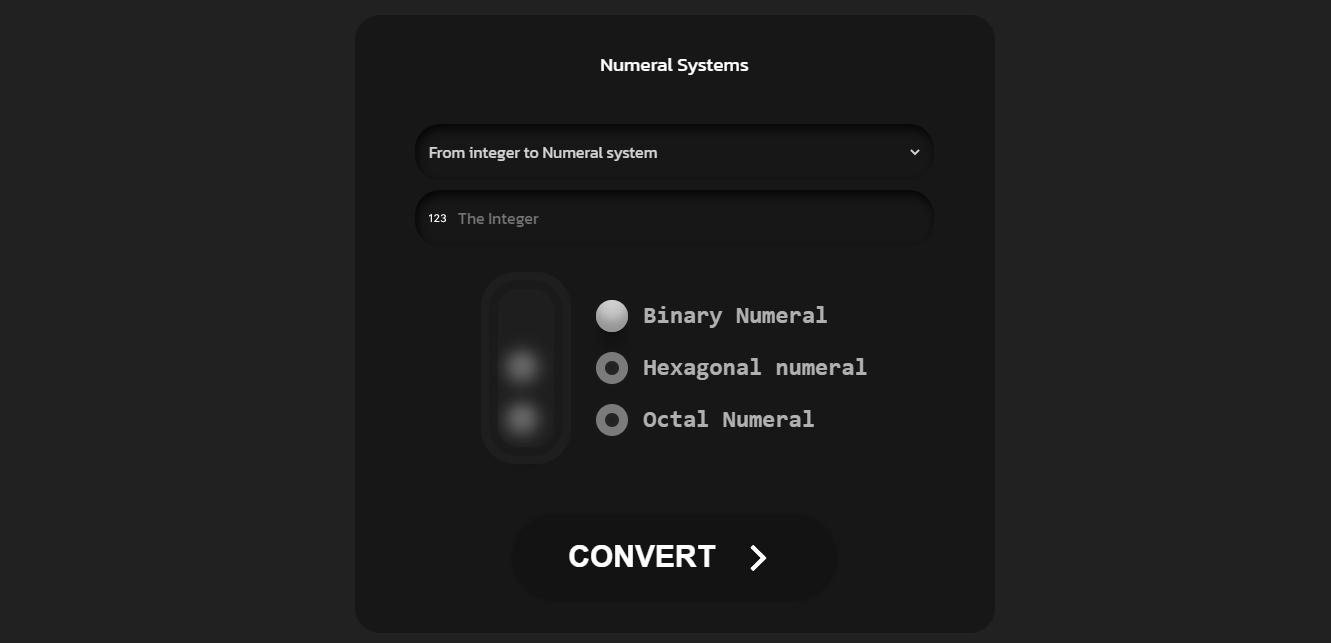 Numeral Systems
From integer to Numeral system
123 The Integer
Binary Numeral
Hexagonal numeral
Octal Numeral
CONVERT